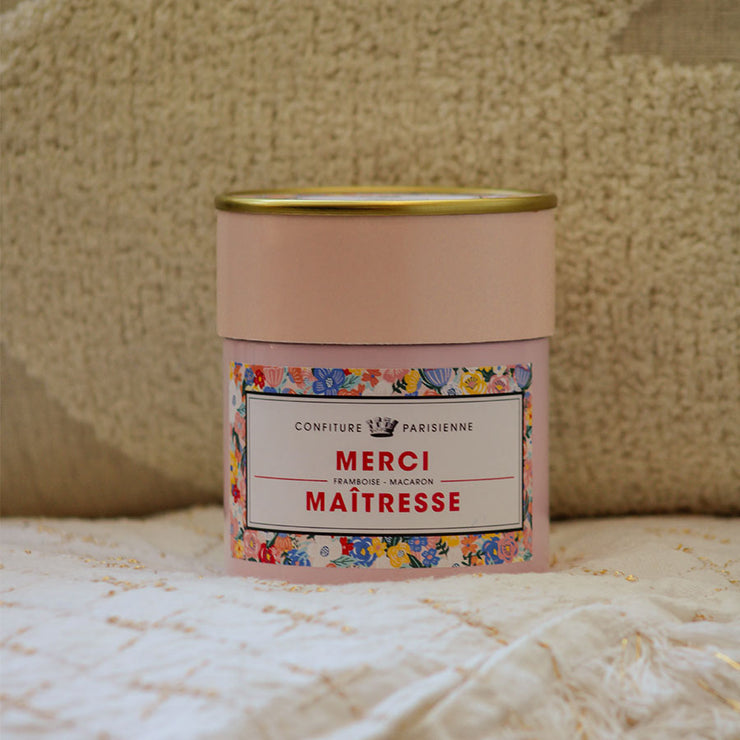 CONFITURE PARISIENNE
MERCI
FRAMBOISE - MACARON
MAÎTRESSE